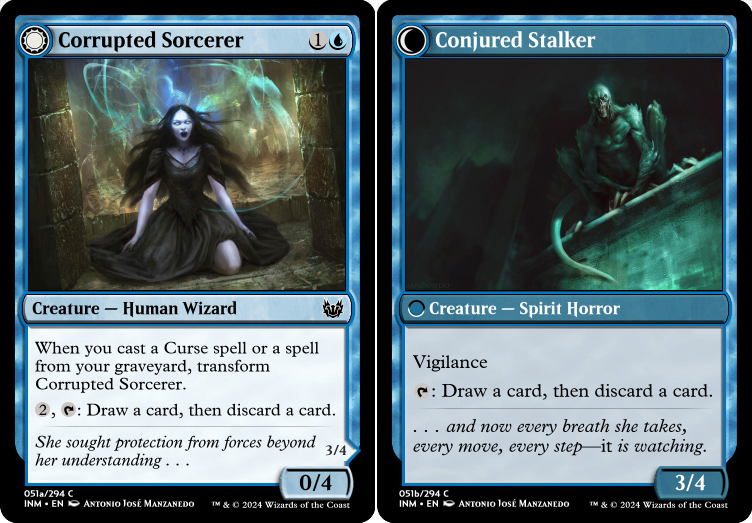 Corrupted Sorcerer
1
When you cast a Curse spell or a spell
from your graveyard, transform
Corrupted Sorcerer.
2, : Draw a card, then discard a card.
She sought protection from forces beyond
her understanding . . .
3/4
Creature — Human Wizard
0/4
051a/294 C
INM • EN Antonio José Manzanedo
™ & © 2024 Wizards of the Coast
Conjured Stalker
Creature — Spirit Horror
Vigilance
: Draw a card, then discard a card.
. . . and now every breath she takes,
every move, every step—it is watching.
3/4
051b/294 C
INM • EN Antonio José Manzanedo
™ & © 2024 Wizards of the Coast